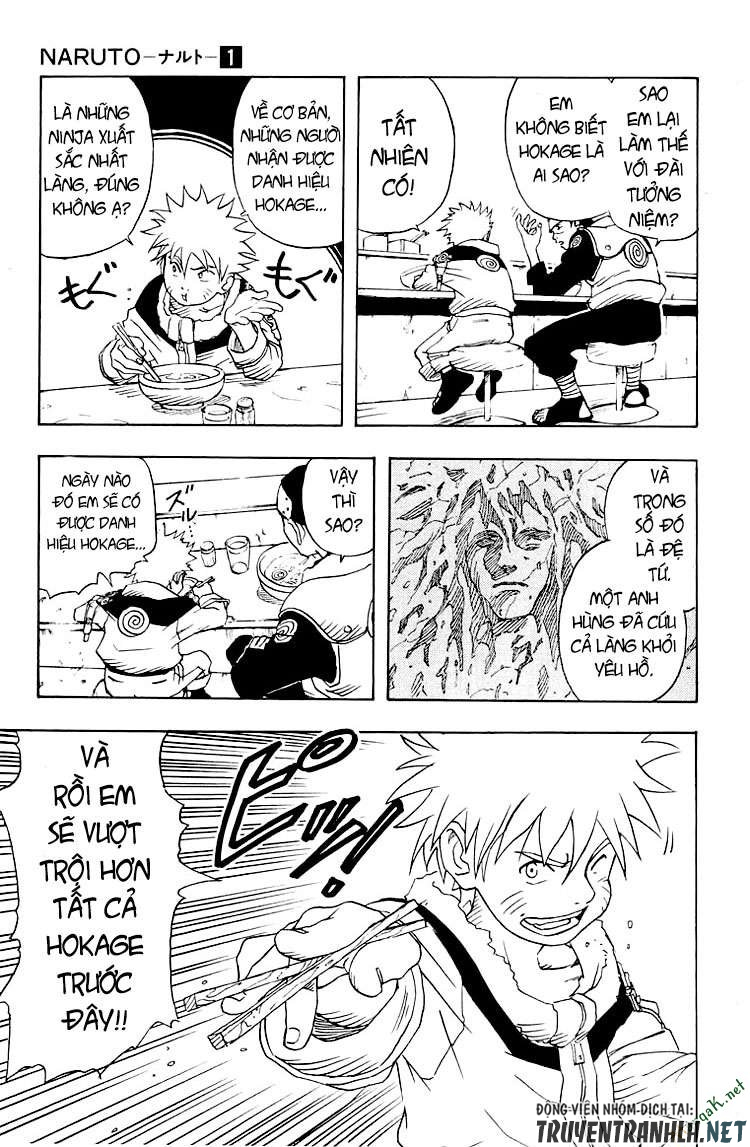 NARUTO—ナルト—1
SAO
EM LẠI
LÀM THẾ
VỚI ĐÀI
TƯỞNG
NIỆM?
EM
KHÔNG BIẾT
HOKAGE LÀ
AI SAO?
TẤT
NHIÊN
CÓ!
VỀ CƠ BẢN,
NHỮNG NGƯỜI
NHẬN ĐƯỢC
DANH HIỆU
HOKAGE...
LÀ NHỮNG
NINJA XUẤT
SẮC NHẤT
LÀNG, ĐÚNG
KHÔNG Ạ?
もぐ
もぐ
VÀ
TRONG
SỐ ĐÓ
LÀ ĐỆ
TỨ.
MỘT ANH
HÙNG ĐÃ CỨU
CẢ LÀNG KHỎI
YÊU HỒ.
VẬY
THÌ
SAO?
NGÀY NÀO
ĐÓ EM SẼ CÓ
ĐƯỢC DANH
HIỆU HOKAGE...
ズルル
VÀ
RỒI EM
SẼ VƯỢT
TRỘI HƠN
TẤT CẢ
HOKAGE
TRƯỚC
ĐÂY!!
ピッ!
ĐỘNG VIÊN NHÓM-DỊCH TẠI:
TRUYENTRANHLH.NET